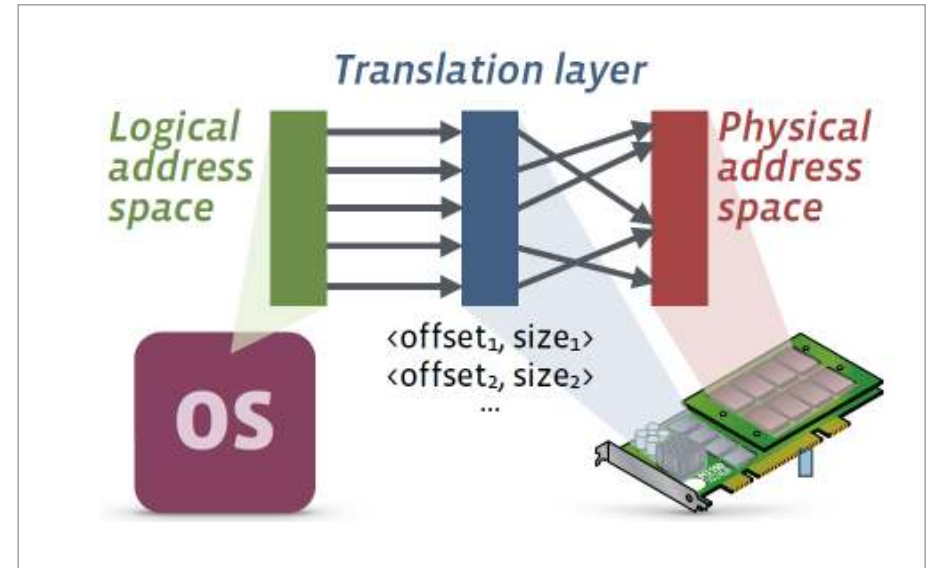 Translation layer
Logical
address
space
Physical
address
space
<offset₁, size₁>
<offset₂, size₂>
...
OS